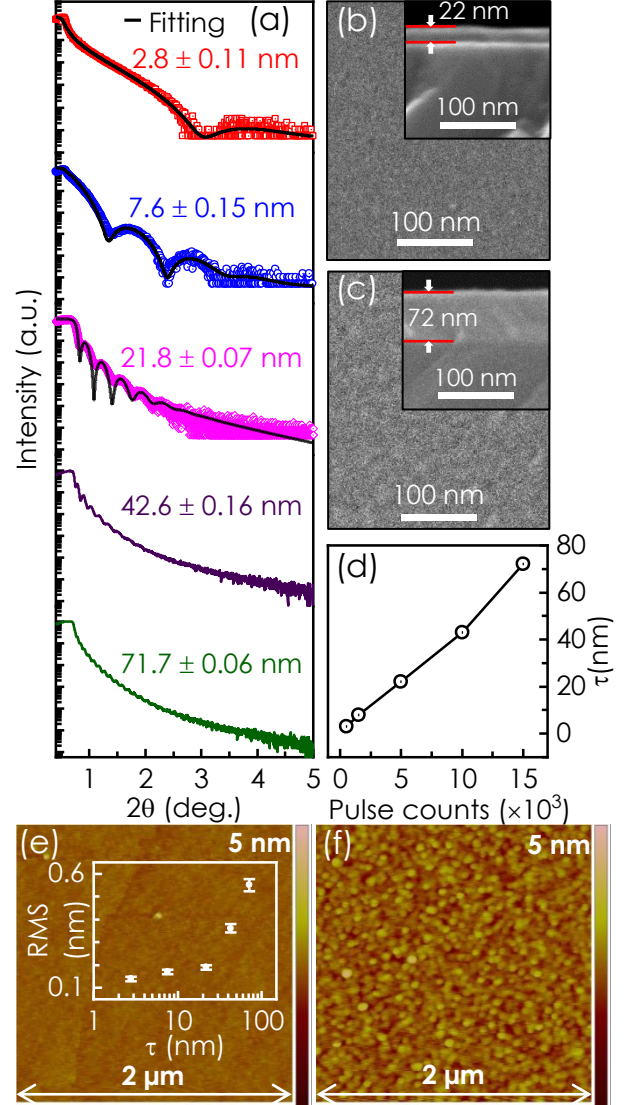 (a)
– Fitting
2.8 ± 0.11 nm
7.6 ± 0.15 nm
21.8 ± 0.07 nm
42.6 ± 0.16 nm
71.7 ± 0.06 nm
Intensity (a.u.)
1 2 3 4 5
2θ (deg.)
(b)
22 nm
100 nm
100 nm
(c)
72 nm
100 nm
100 nm
(d)
80
60
40
20
0
τ(nm)
0 5 10 15
Pulse counts (×10³)
(e)
5 nm
0.6
0.1
RMS
(nm)
1 10 100
τ (nm)
2 μm
(f)
5 nm
2 μm